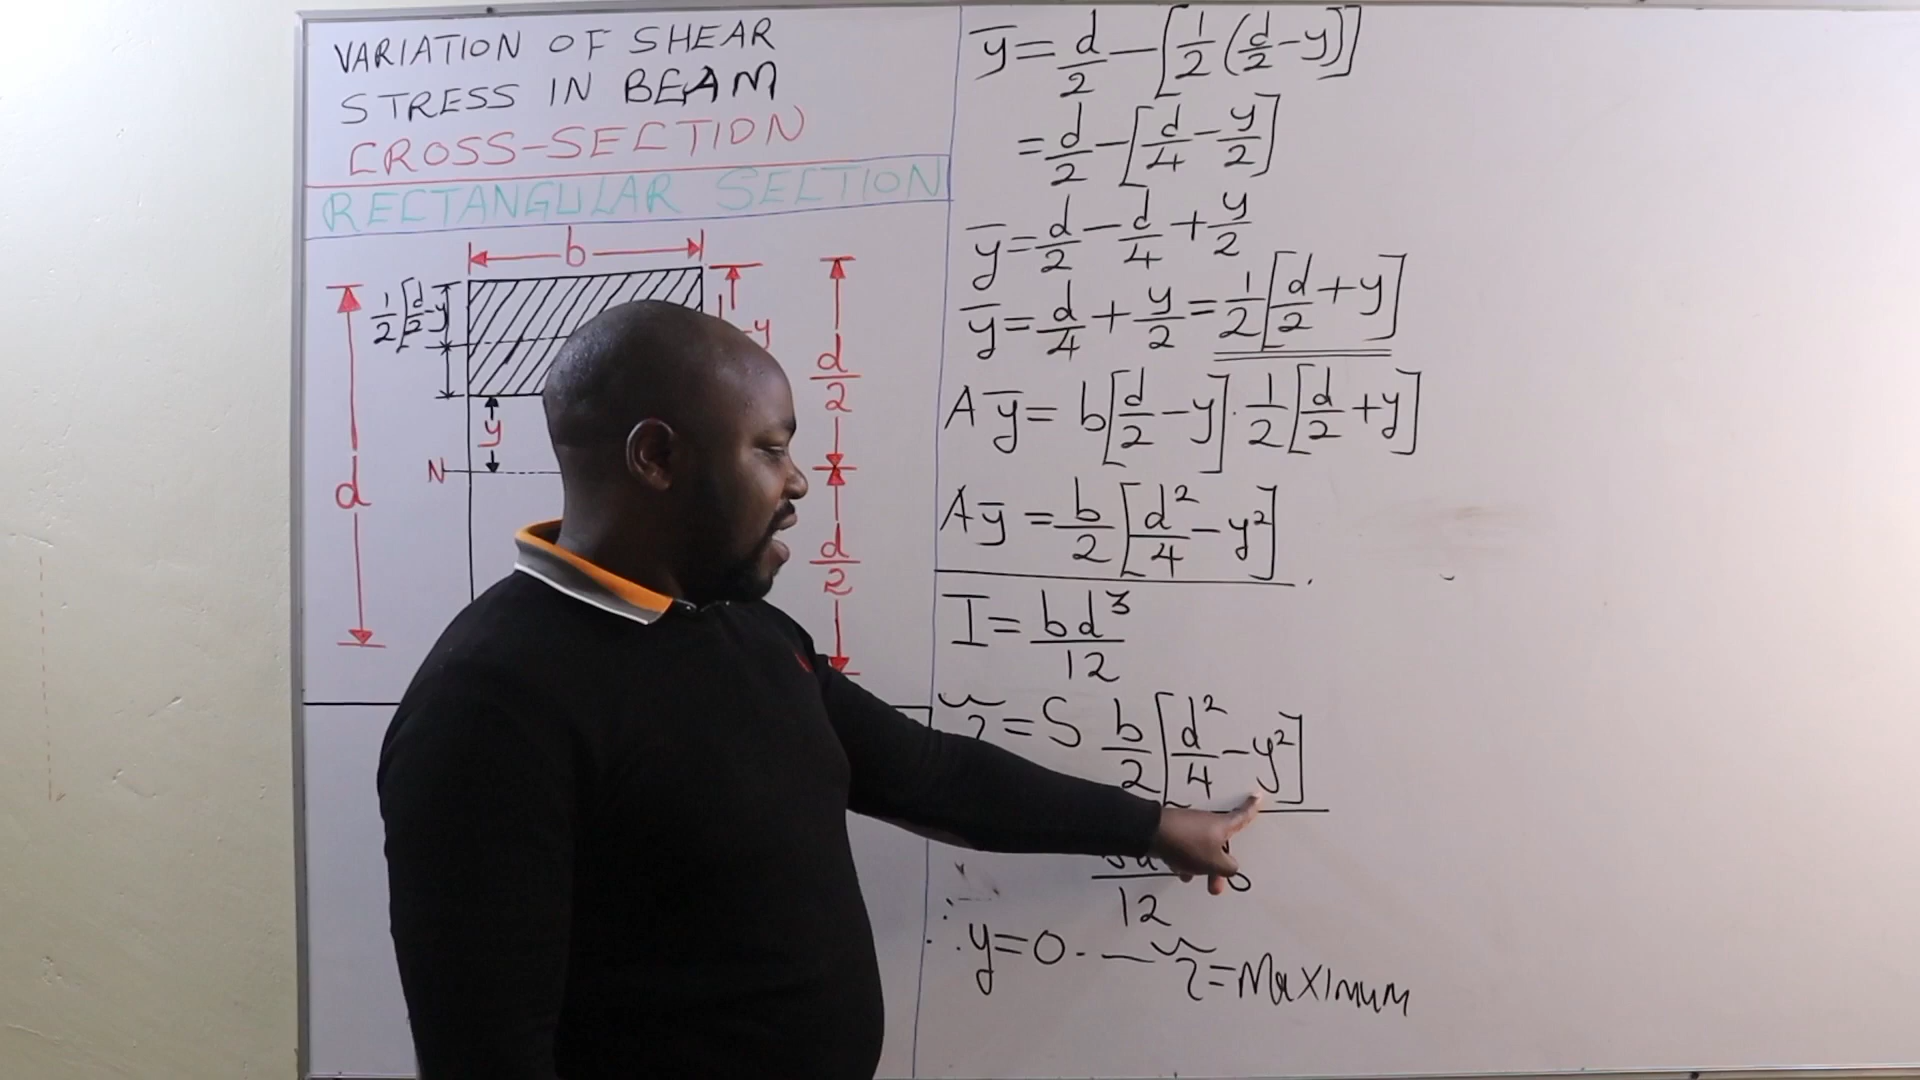 VARIATION OF SHEAR
STRESS IN BEAM
CROSS-SECTION
RECTANGULAR SECTION
b
1/2[d/2-y]
-y
d/2
y
N
d
d/2
ȳ = d/2 - [1/2(d/2 - y)]
= d/2 - [d/4 - y/2]
ȳ = d/2 - d/4 + y/2
ȳ = d/4 + y/2 = 1/2[d/2 + y]
Aȳ = b[d/2 - y] · 1/2[d/2 + y]
Aȳ = b/2[d²/4 - y²]
I = bd³/12
τ = S b/2[d²/4 - y²]
12
∴ y = 0 - — τ = Maximum